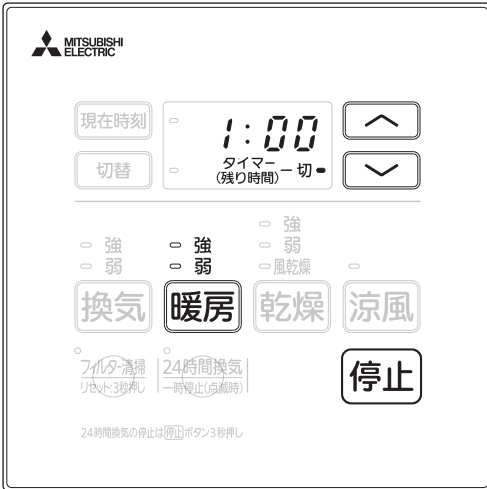 MITSUBISHI
ELECTRIC
現在時刻
1:00
切替
タイマー
(残り時間)
切
強
弱
強
弱
強
弱
風乾燥
換気
暖房
乾燥
涼風
フィルター清掃
リセット:3秒押し
24時間換気
一時停止(点滅時)
停止
24時間換気の停止は停止ボタン3秒押し